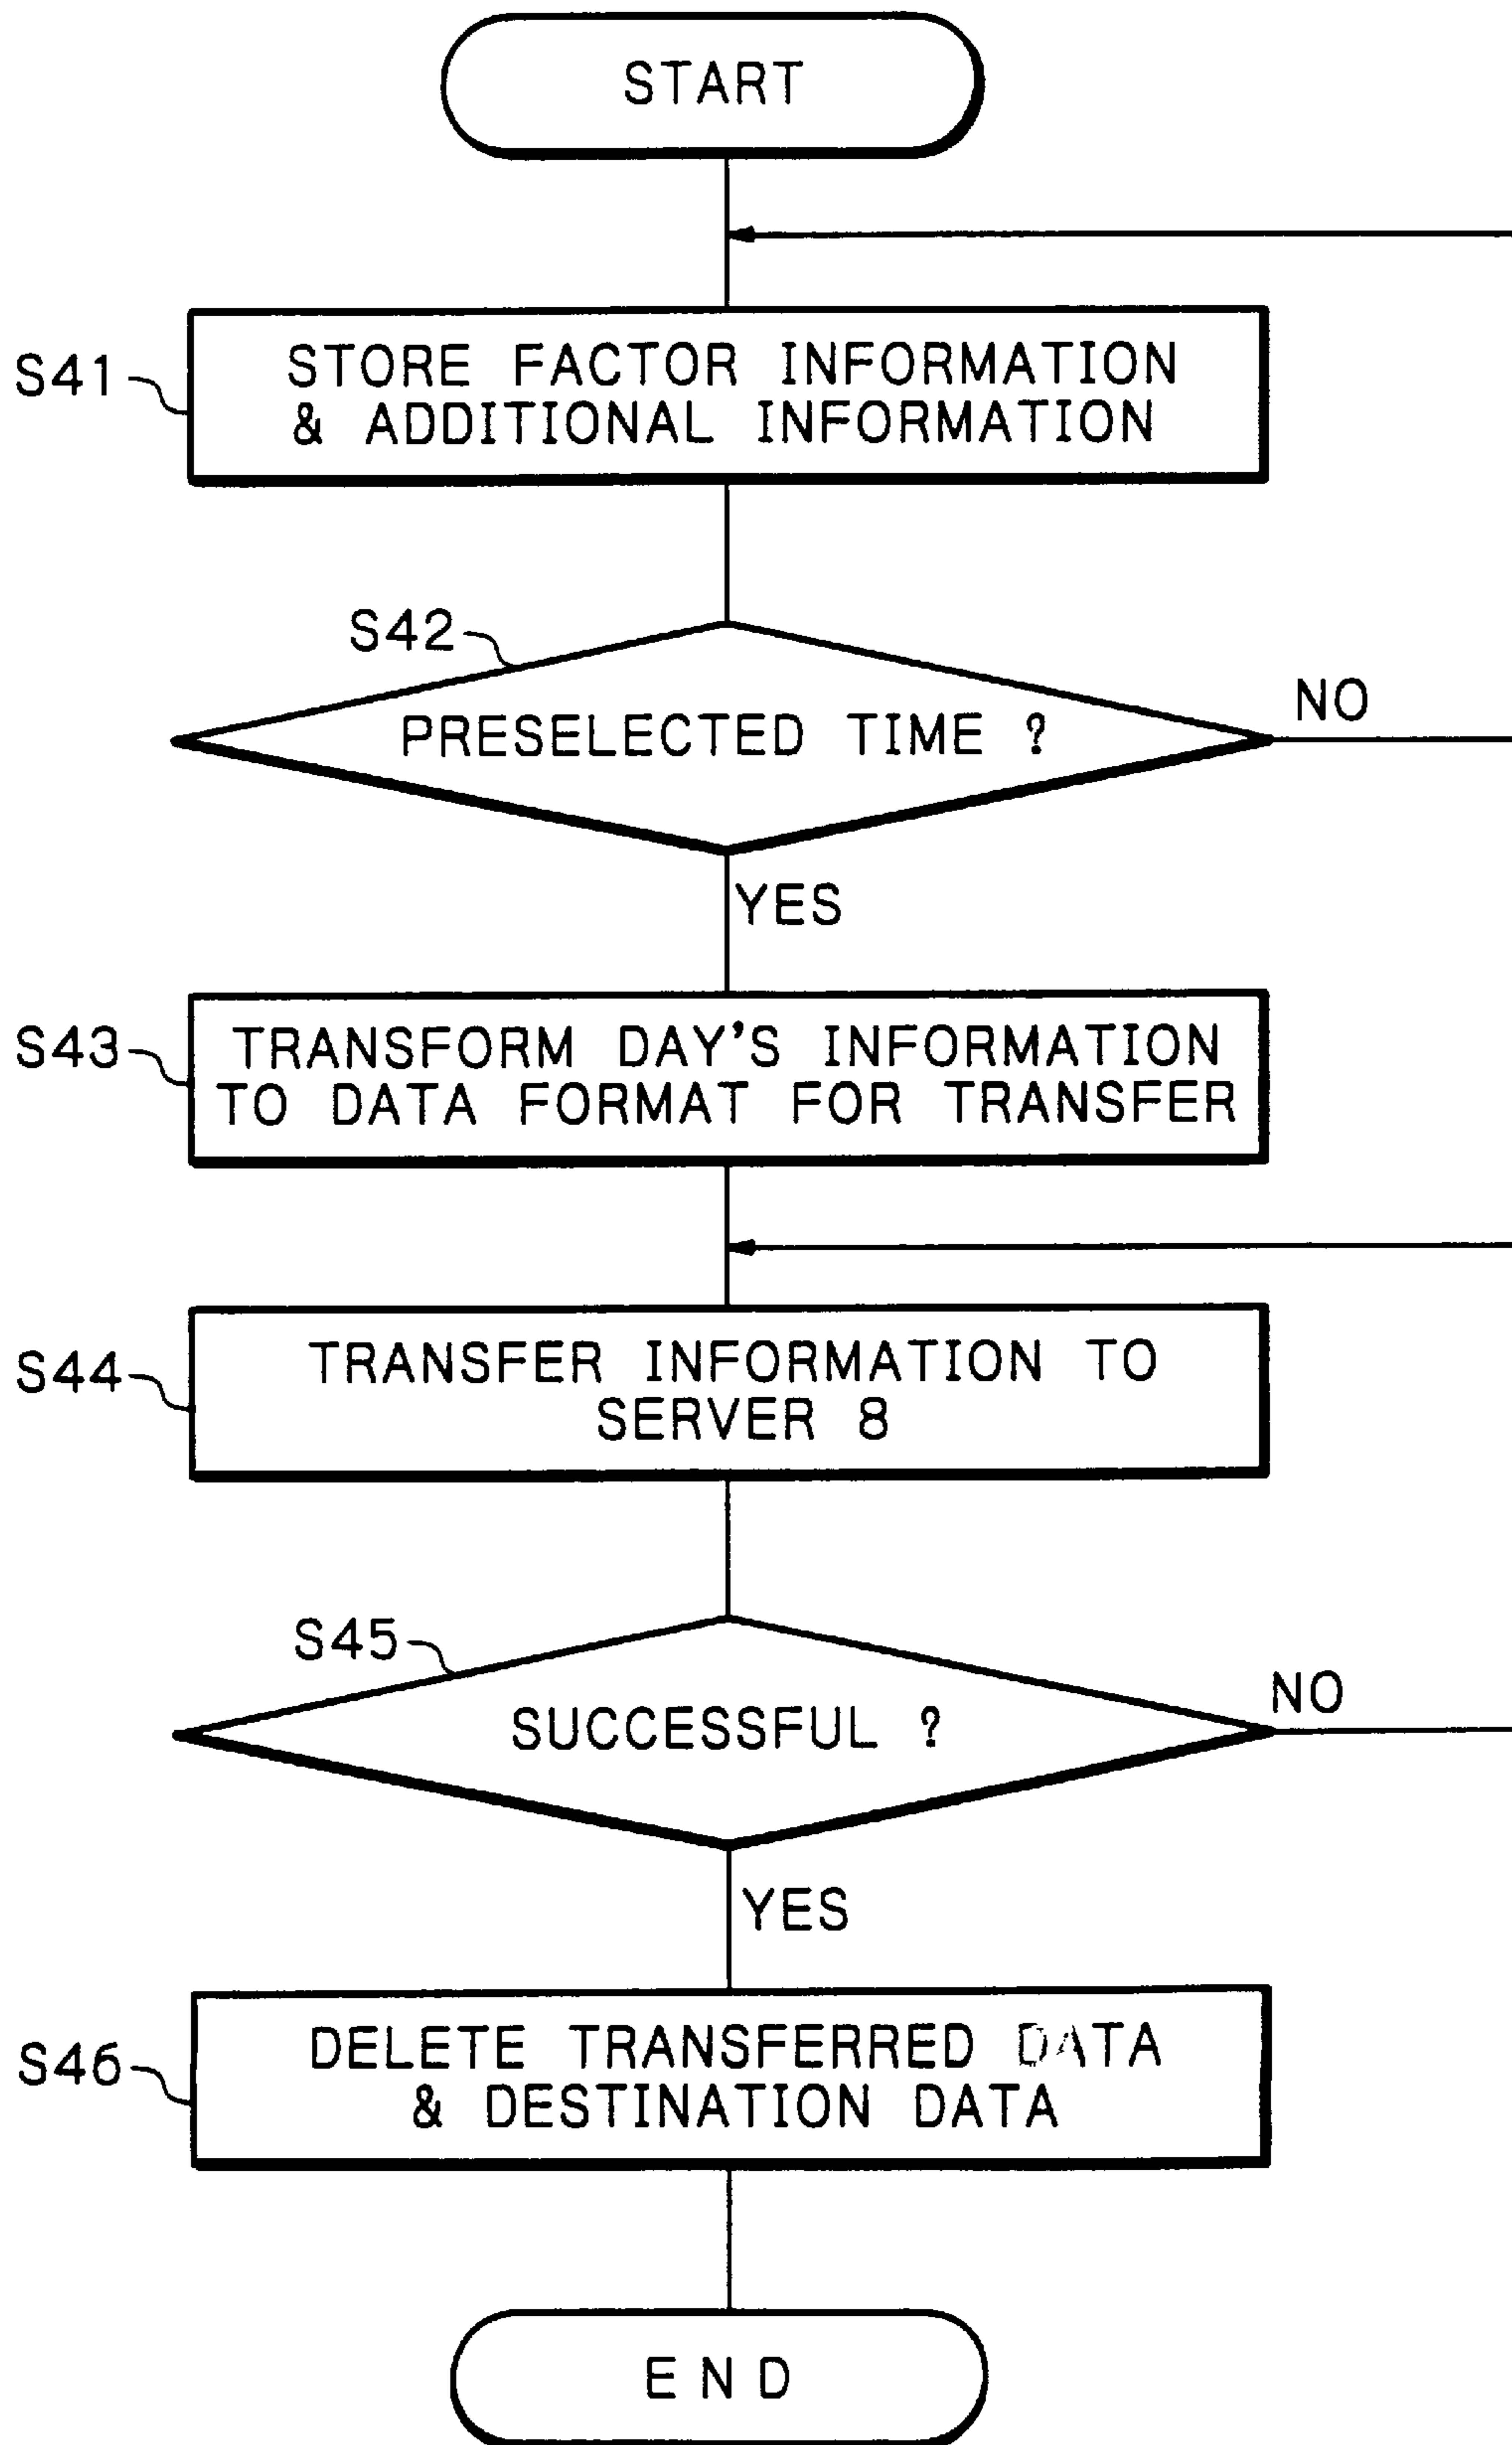 START
S41
STORE FACTOR INFORMATION
& ADDITIONAL INFORMATION
S42
PRESELECTED TIME ?
NO
YES
S43
TRANSFORM DAY'S INFORMATION
TO DATA FORMAT FOR TRANSFER
S44
TRANSFER INFORMATION TO
SERVER 8
S45
SUCCESSFUL ?
NO
YES
S46
DELETE TRANSFERRED DATA
& DESTINATION DATA
END